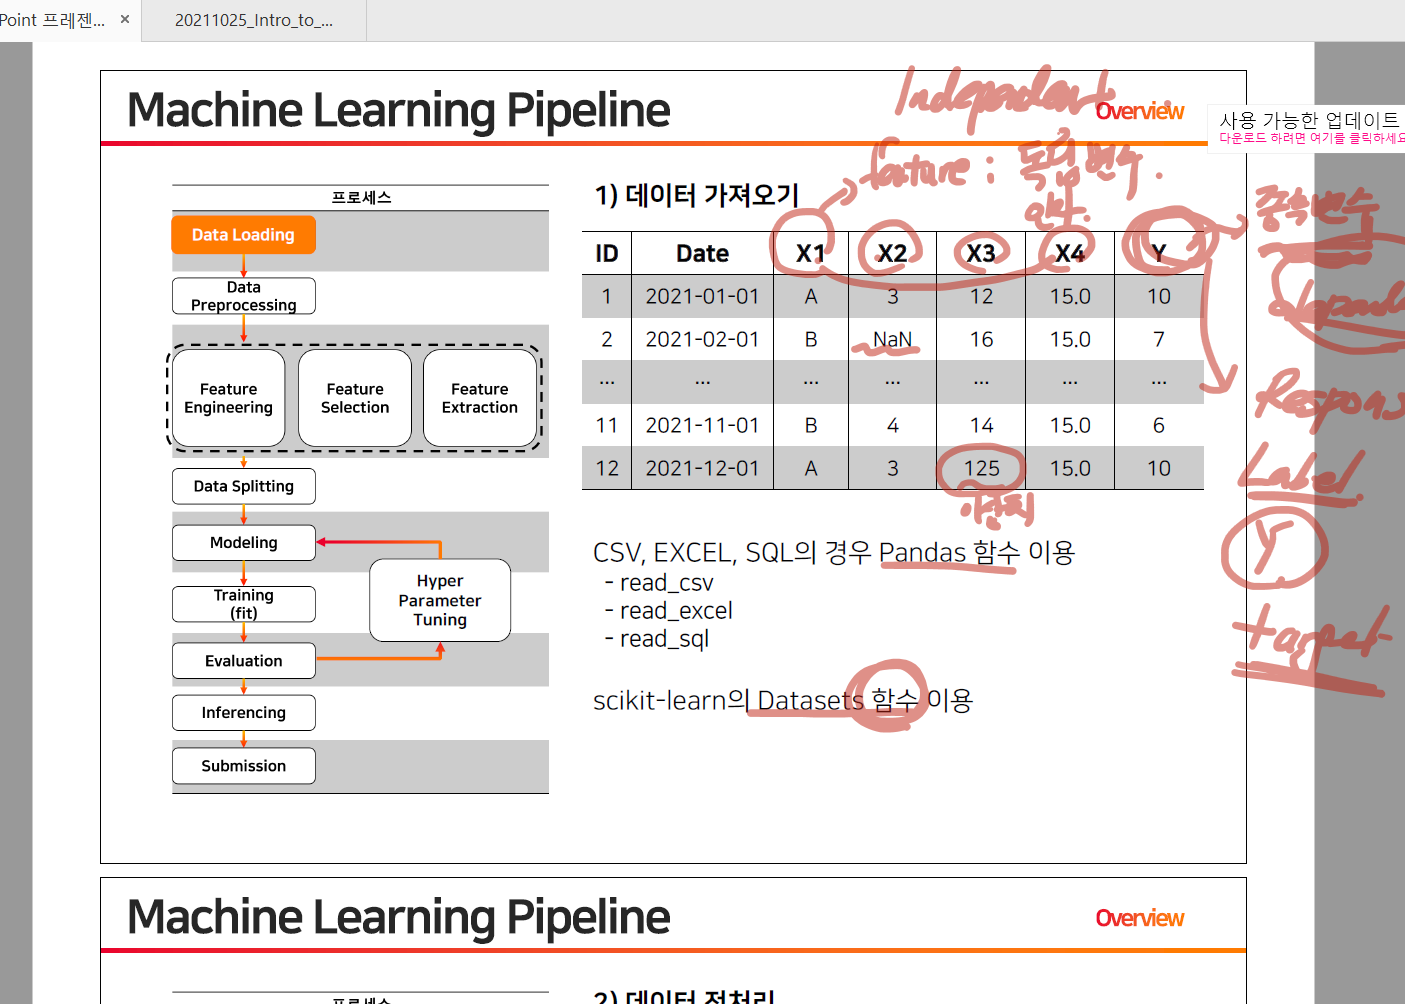 Point 프레젠... ×
20211025_Intro_to_...
Machine Learning Pipeline
Overview
Independent
사용 가능한 업데이트
다운로드 하려면 여기를 클릭하세요
feature : 독립변수.
인자.
종속변수
프로세스
Data Loading
Data
Preprocessing
Feature
Engineering
Feature
Selection
Feature
Extraction
Data Splitting
Modeling
Hyper
Parameter
Tuning
Training
(fit)
Evaluation
Inferencing
Submission
1) 데이터 가져오기
ID Date X1 X2 X3 X4 Y
1 2021-01-01 A 3 12 15.0 10
2 2021-02-01 B NaN 16 15.0 7
... ... ... ... ... ... ...
11 2021-11-01 B 4 14 15.0 6
12 2021-12-01 A 3 125 15.0 10
Respons
Label.
Y
target
CSV, EXCEL, SQL의 경우 Pandas 함수 이용
- read_csv
- read_excel
- read_sql
scikit-learn의 Datasets 함수 이용
Machine Learning Pipeline
Overview
프로세스
2) 데이터 전처리